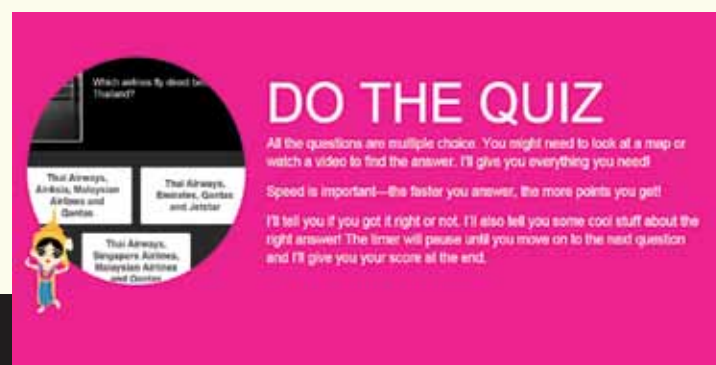 Which airlines fly direct be
Thailand?
Thai Airways,
AirAsia, Malaysian
Airlines and
Qantas
Thai Airways,
Emirates, Qantas
and Jetstar
Thai Airways,
Singapore Airlines,
Malaysian Airlines
and Qantas
DO THE QUIZ
All the questions are multiple choice. You might need to look at a map or
watch a video to find the answer. I'll give you everything you need!
Speed is important—the faster you answer, the more points you get!
I'll tell you if you got it right or not. I'll also tell you some cool stuff about the
right answer! The timer will pause until you move on to the next question
and I'll give you your score at the end.